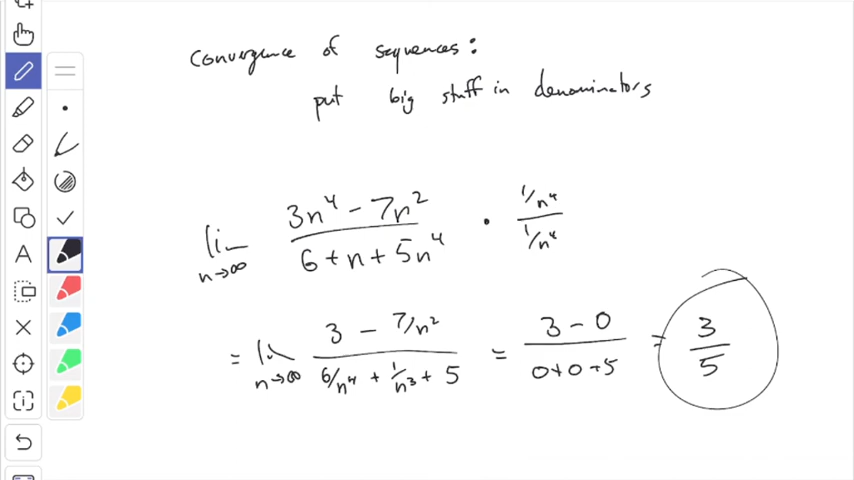 Convergence of sequences:
put big stuff in denominators
lim n→∞ (3n⁴ − 7n²)/(6 + n + 5n⁴) · (1/n⁴)/(1/n⁴)
= lim n→∞ (3 − 7/n²)/(6/n⁴ + 1/n³ + 5) = (3 − 0)/(0+0+5) = 3/5
A